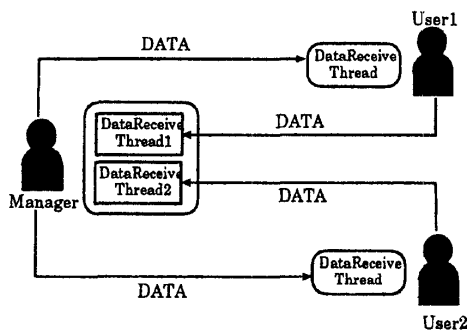 User1
DATA
DataReceive
Thread
DataReceive
Thread1
DATA
DataReceive
Thread2
DATA
Manager
DataReceive
Thread
DATA
User2